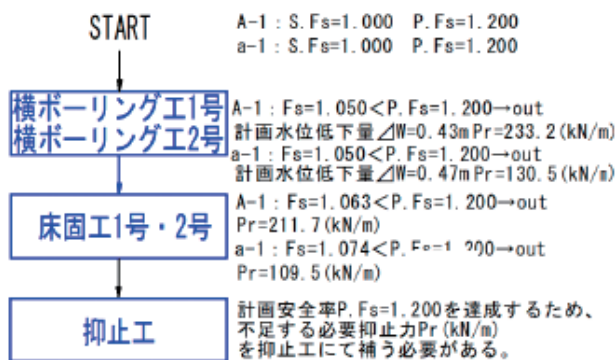 START
A-1：S.Fs=1.000 P.Fs=1.200
a-1：S.Fs=1.000 P.Fs=1.200
横ボーリング工1号
横ボーリング工2号
A-1：Fs=1.050<P.Fs=1.200→out
計画水位低下量⊿W=0.43m Pr=233.2(kN/m)
a-1：Fs=1.050<P.Fs=1.200→out
計画水位低下量⊿W=0.47m Pr=130.5(kN/m)
床固工1号・2号
A-1：Fs=1.063<P.Fs=1.200→out
Pr=211.7(kN/m)
a-1：Fs=1.074<P.Fs=1.200→out
Pr=109.5(kN/m)
抑止工
計画安全率P.Fs=1.200を達成するため、
不足する必要抑止力Pr(kN/m)
を抑止工にて補う必要がある。